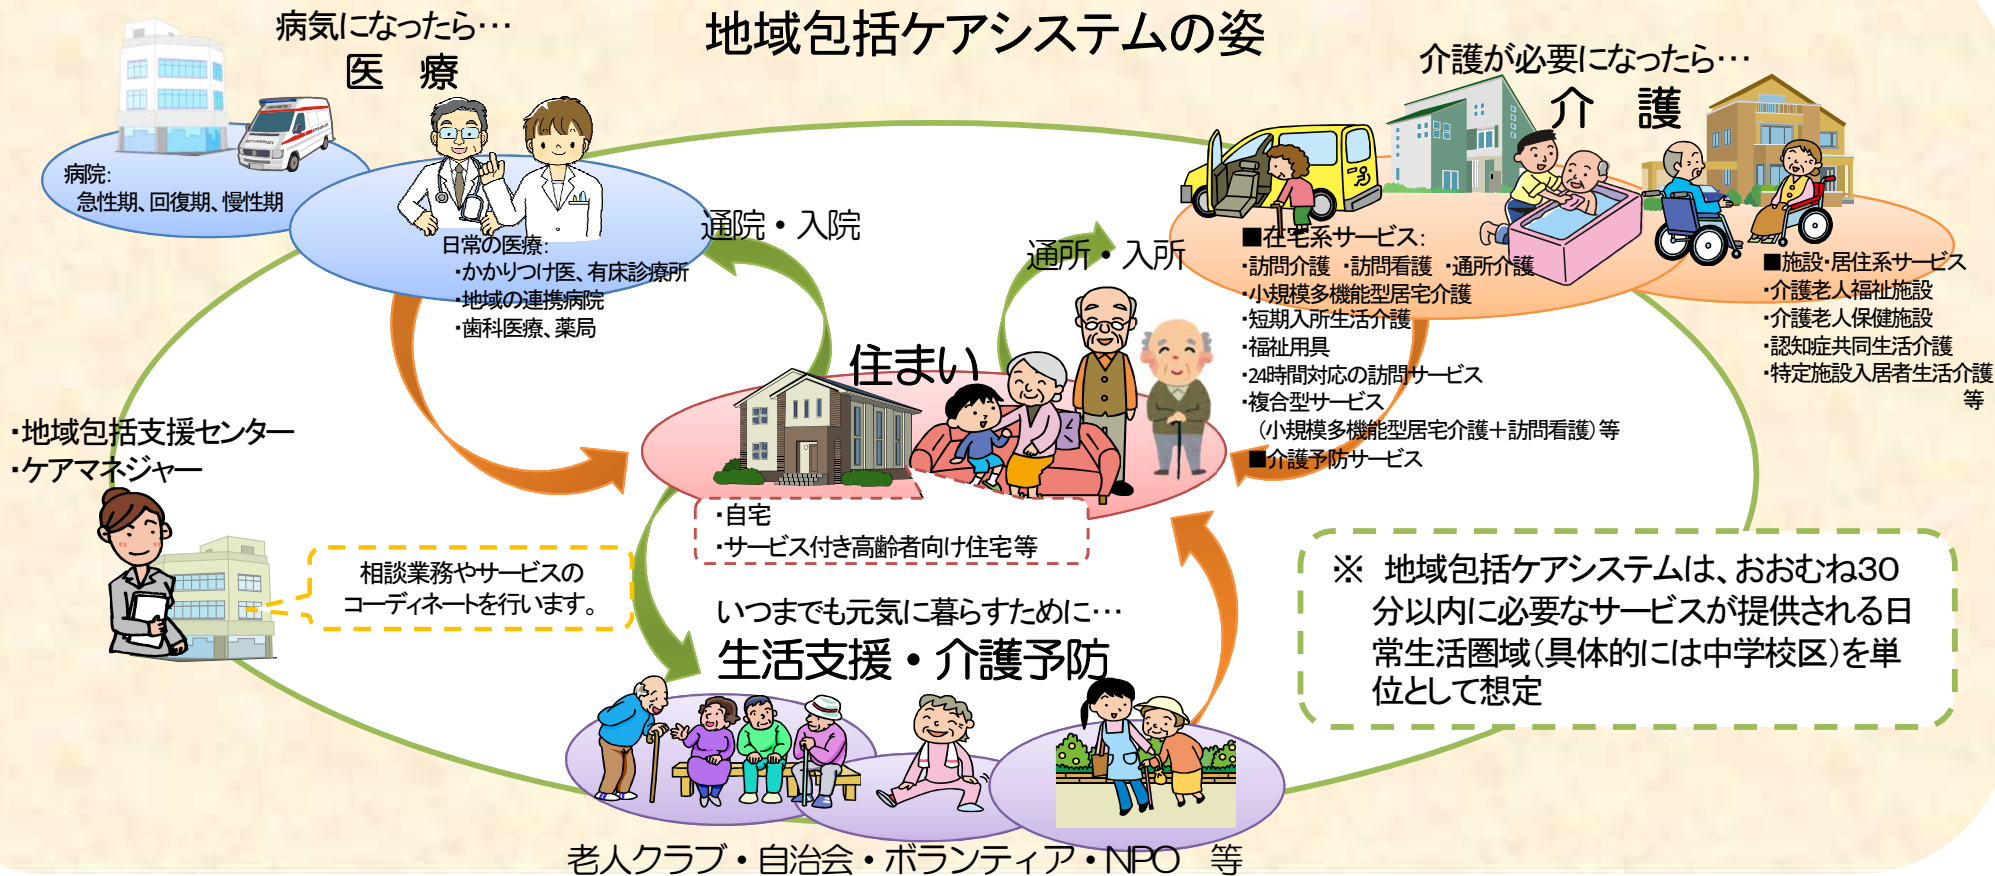 地域包括ケアシステムの姿
病気になったら…
医　療
病院:
急性期、回復期、慢性期
日常の医療:
・かかりつけ医、有床診療所
・地域の連携病院
・歯科医療、薬局
通院・入院
通所・入所
介護が必要になったら…
介　護
■在宅系サービス:
・訪問介護　・訪問看護　・通所介護
・小規模多機能型居宅介護
・短期入所生活介護
・福祉用具
・24時間対応の訪問サービス
・複合型サービス
（小規模多機能型居宅介護＋訪問看護）等
■介護予防サービス
■施設・居住系サービス
・介護老人福祉施設
・介護老人保健施設
・認知症共同生活介護
・特定施設入居者生活介護
等
住まい
・自宅
・サービス付き高齢者向け住宅等
・地域包括支援センター
・ケアマネジャー
相談業務やサービスの
コーディネートを行います。
いつまでも元気に暮らすために…
生活支援・介護予防
老人クラブ・自治会・ボランティア・NPO　等
※　地域包括ケアシステムは、おおむね30
分以内に必要なサービスが提供される日
常生活圏域（具体的には中学校区）を単
位として想定